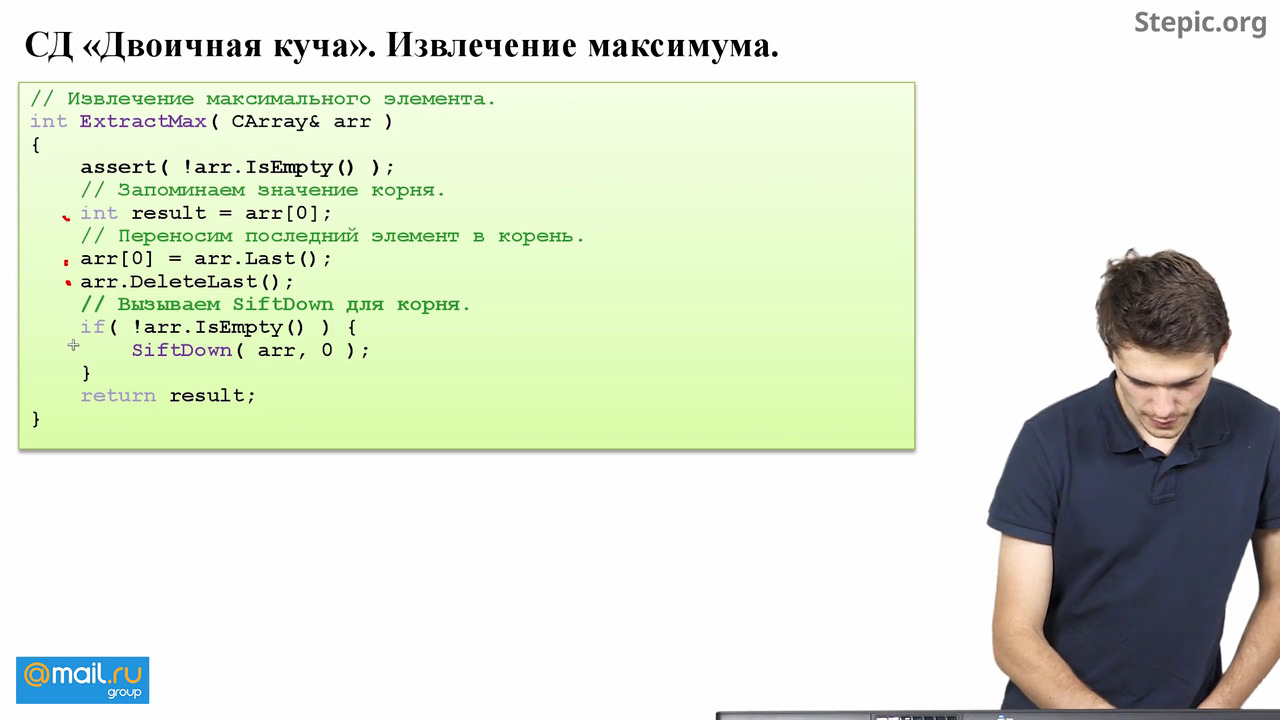 Stepic.org
СД «Двоичная куча». Извлечение максимума.
// Извлечение максимального элемента.
int ExtractMax( CArray& arr )
{
    assert( !arr.IsEmpty() );
    // Запоминаем значение корня.
    int result = arr[0];
    // Переносим последний элемент в корень.
    arr[0] = arr.Last();
    arr.DeleteLast();
    // Вызываем SiftDown для корня.
    if( !arr.IsEmpty() ) {
        SiftDown( arr, 0 );
    }
    return result;
}
@mail.ru
group